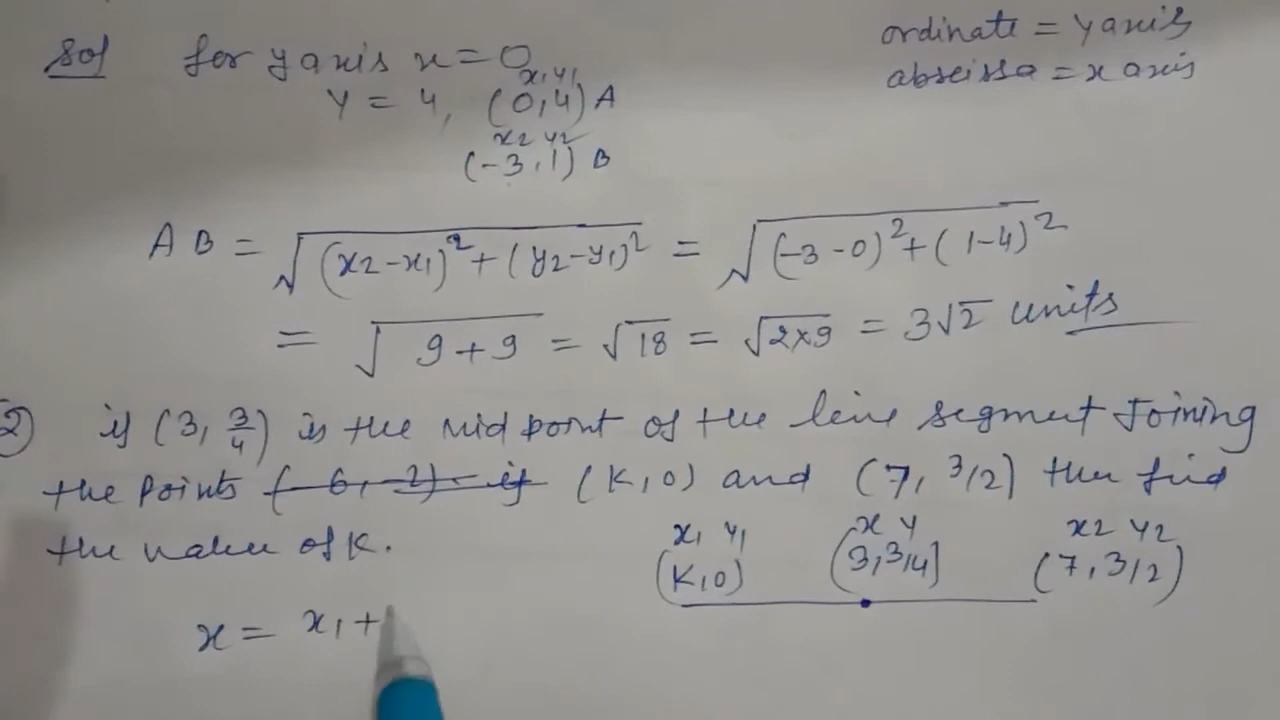 Sol for y axis x = 0
ordinate = y axis
abscissa = x axis
x₁ y₁
y = 4, (0,4) A
x₂ y₂
(-3,1) B
AB = √(x₂-x₁)² + (y₂-y₁)² = √(-3-0)² + (1-4)²
= √9+9 = √18 = √2×9 = 3√2 units
2) if (3, 3/4) is the mid point of the line segment Joining
the points (-6, -2). if (K,0) and (7, 3/2) then find
the value of K.
x₁ y₁ x y x₂ y₂
(K,0) (3,3/4) (7,3/2)
x = x₁ +